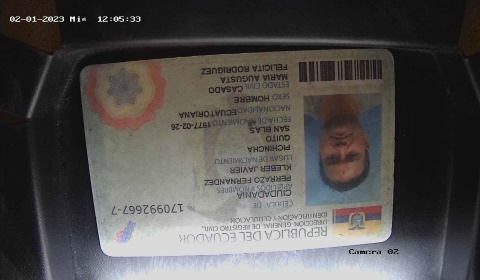 02-01-2023 Mie 12:05:33
REPUBLICA DEL ECUADOR
DIRECCION GENERAL DE REGISTRO CIVIL
IDENTIFICACION Y CEDULACION
CEDULA DE
CIUDADANIA
170992667-7
APELLIDOS Y NOMBRES
PERRAZO FERNANDEZ
KLEBER JAVIER
LUGAR DE NACIMIENTO
PICHINCHA
QUITO
SAN BLAS
FECHA DE NACIMIENTO 1977-02-26
NACIONALIDAD ECUATORIANA
SEXO HOMBRE
ESTADO CIVIL CASADO
MARIA AUGUSTA
FELICITA RODRIGUEZ
Camera 02